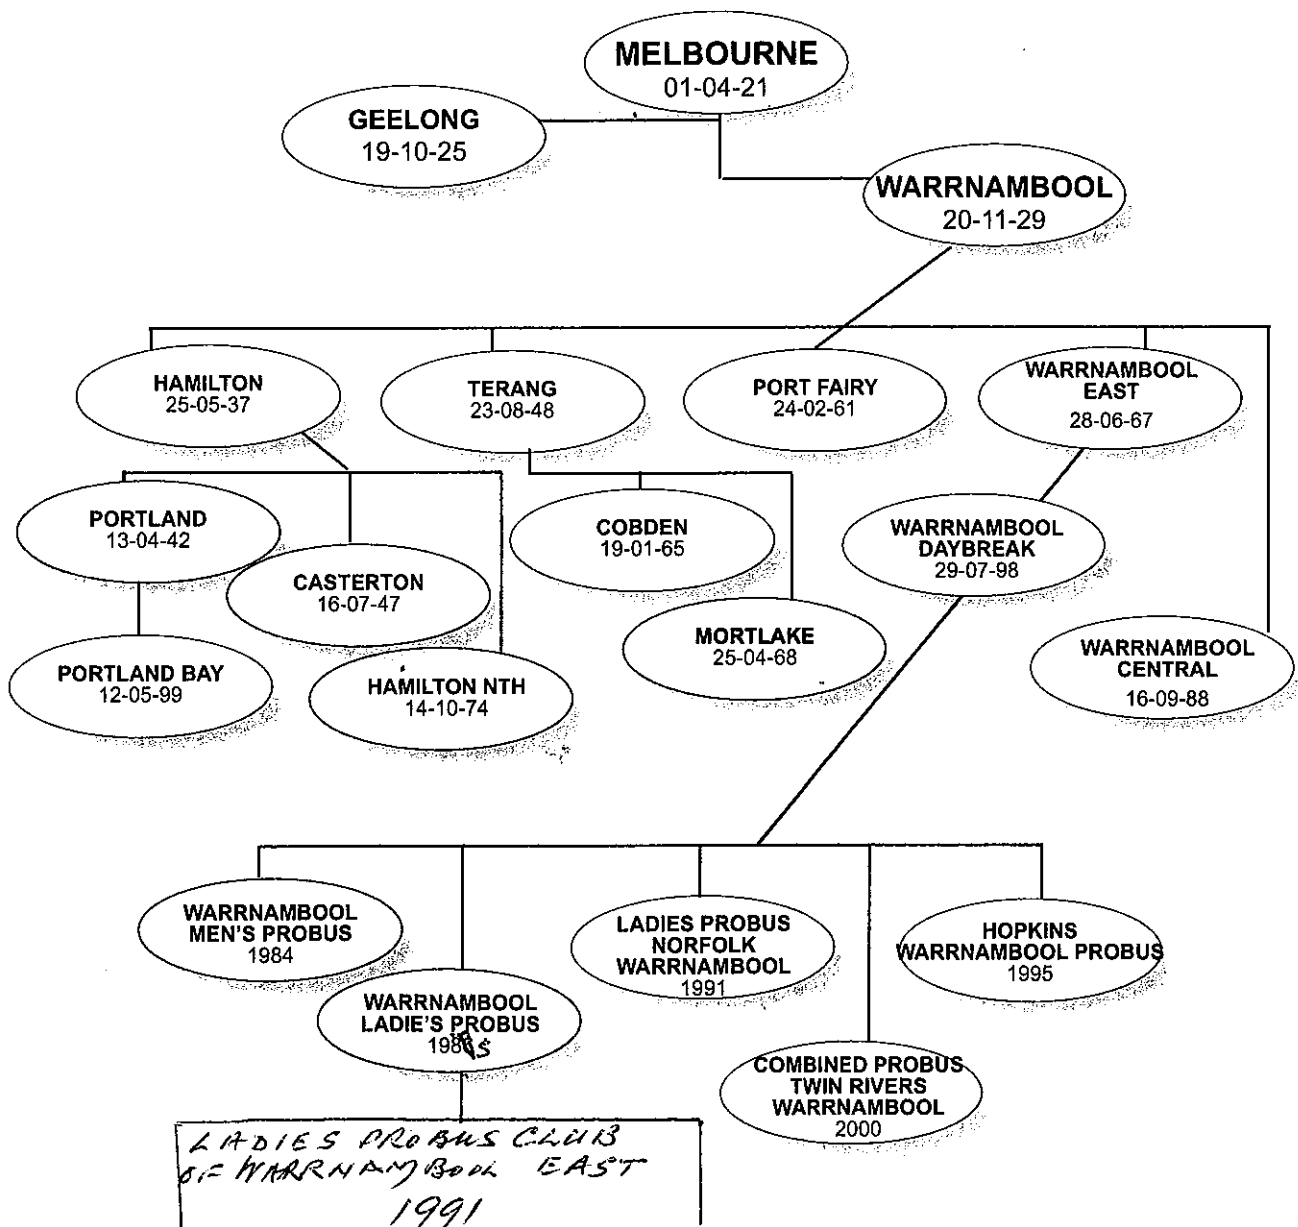 MELBOURNE
01-04-21
GEELONG
19-10-25
WARRNAMBOOL
20-11-29
HAMILTON
25-05-37
TERANG
23-08-48
PORT FAIRY
24-02-61
WARRNAMBOOL
EAST
28-06-67
PORTLAND
13-04-42
CASTERTON
16-07-47
COBDEN
19-01-65
WARRNAMBOOL
DAYBREAK
29-07-98
PORTLAND BAY
12-05-99
HAMILTON NTH
14-10-74
MORTLAKE
25-04-68
WARRNAMBOOL
CENTRAL
16-09-88
WARRNAMBOOL
MEN'S PROBUS
1984
WARRNAMBOOL
LADIE'S PROBUS
LADIES PROBUS
NORFOLK
WARRNAMBOOL
1991
COMBINED PROBUS
TWIN RIVERS
WARRNAMBOOL
2000
HOPKINS
WARRNAMBOOL PROBUS
1995
LADIES PROBUS CLUB
OF WARRNAMBOOL EAST
1991